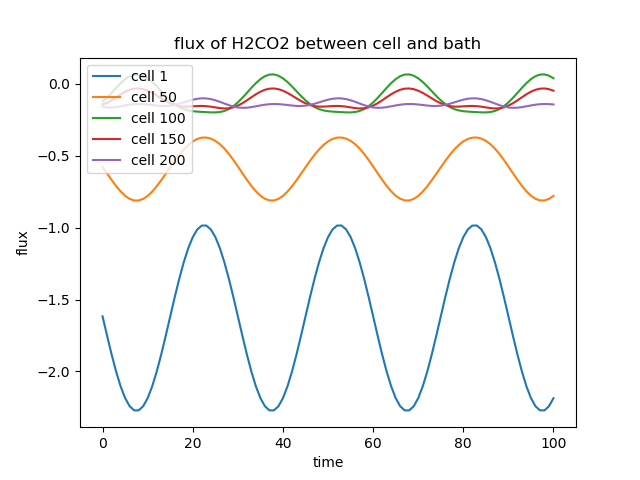 flux of H2CO2 between cell and bath
cell 1
cell 50
cell 100
cell 150
cell 200
flux
0.0
−0.5
−1.0
−1.5
−2.0
0 20 40 60 80 100
time